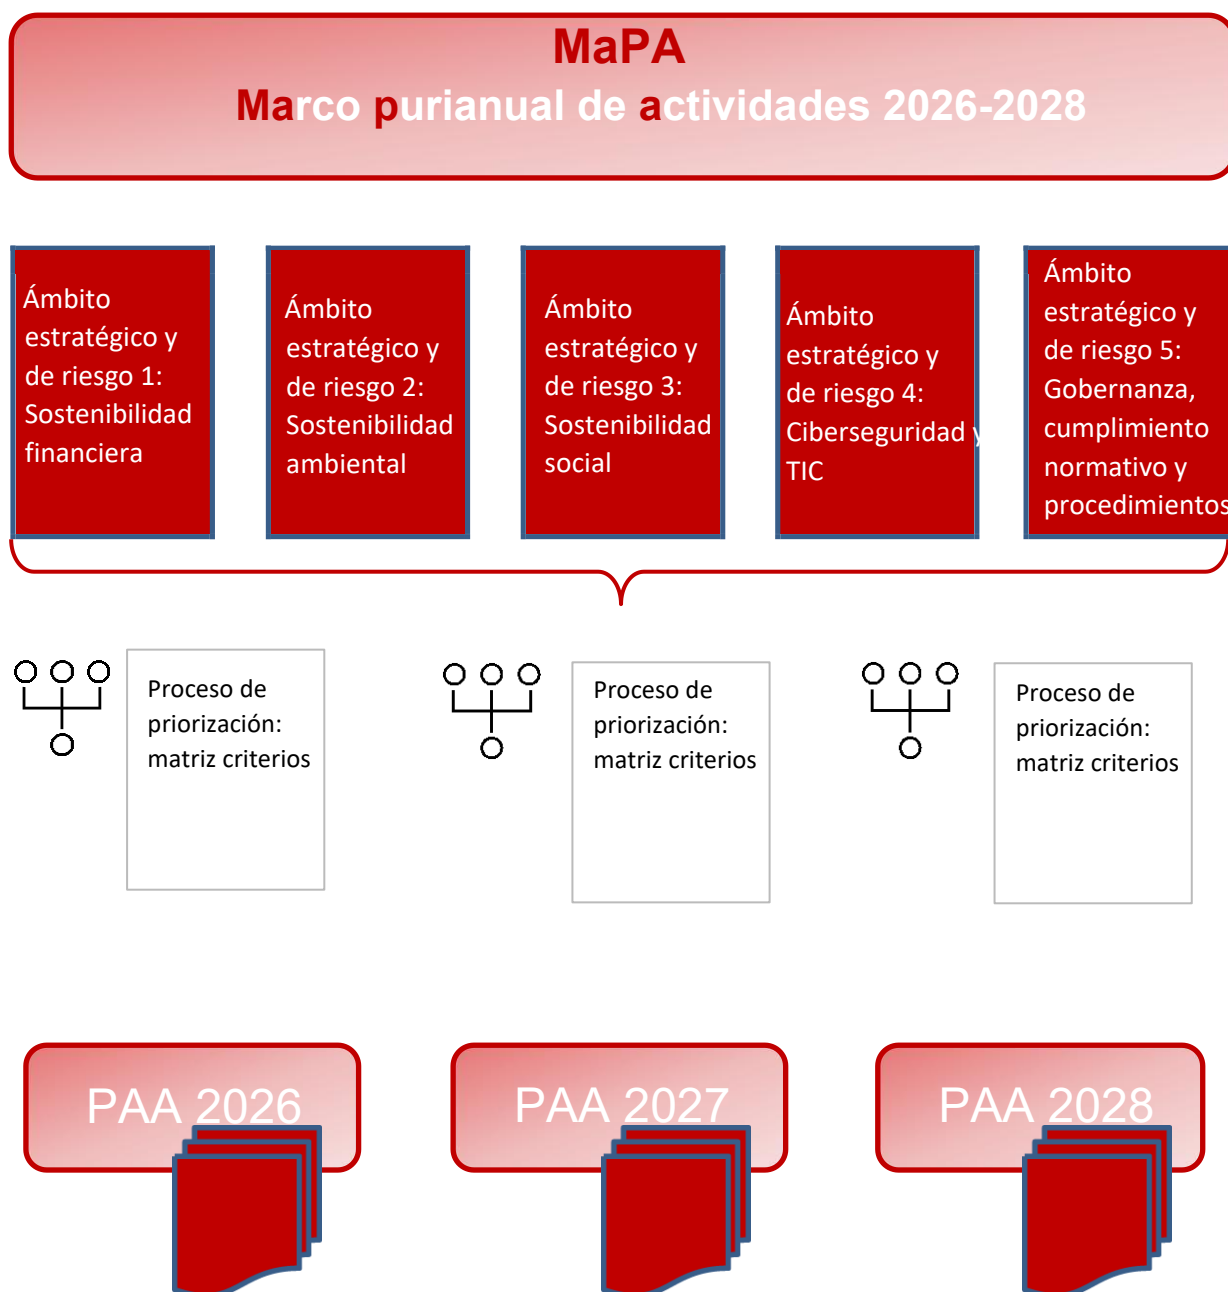 MaPA
Marco purianual de actividades 2026-2028
Ámbito
estratégico y
de riesgo 1:
Sostenibilidad
financiera
Ámbito
estratégico y
de riesgo 2:
Sostenibilidad
ambiental
Ámbito
estratégico y
de riesgo 3:
Sostenibilidad
social
Ámbito
estratégico y
de riesgo 4:
Ciberseguridad y
TIC
Ámbito
estratégico y
de riesgo 5:
Gobernanza,
cumplimiento
normativo y
procedimientos
Proceso de
priorización:
matriz criterios
Proceso de
priorización:
matriz criterios
Proceso de
priorización:
matriz criterios
PAA 2026
PAA 2027
PAA 2028